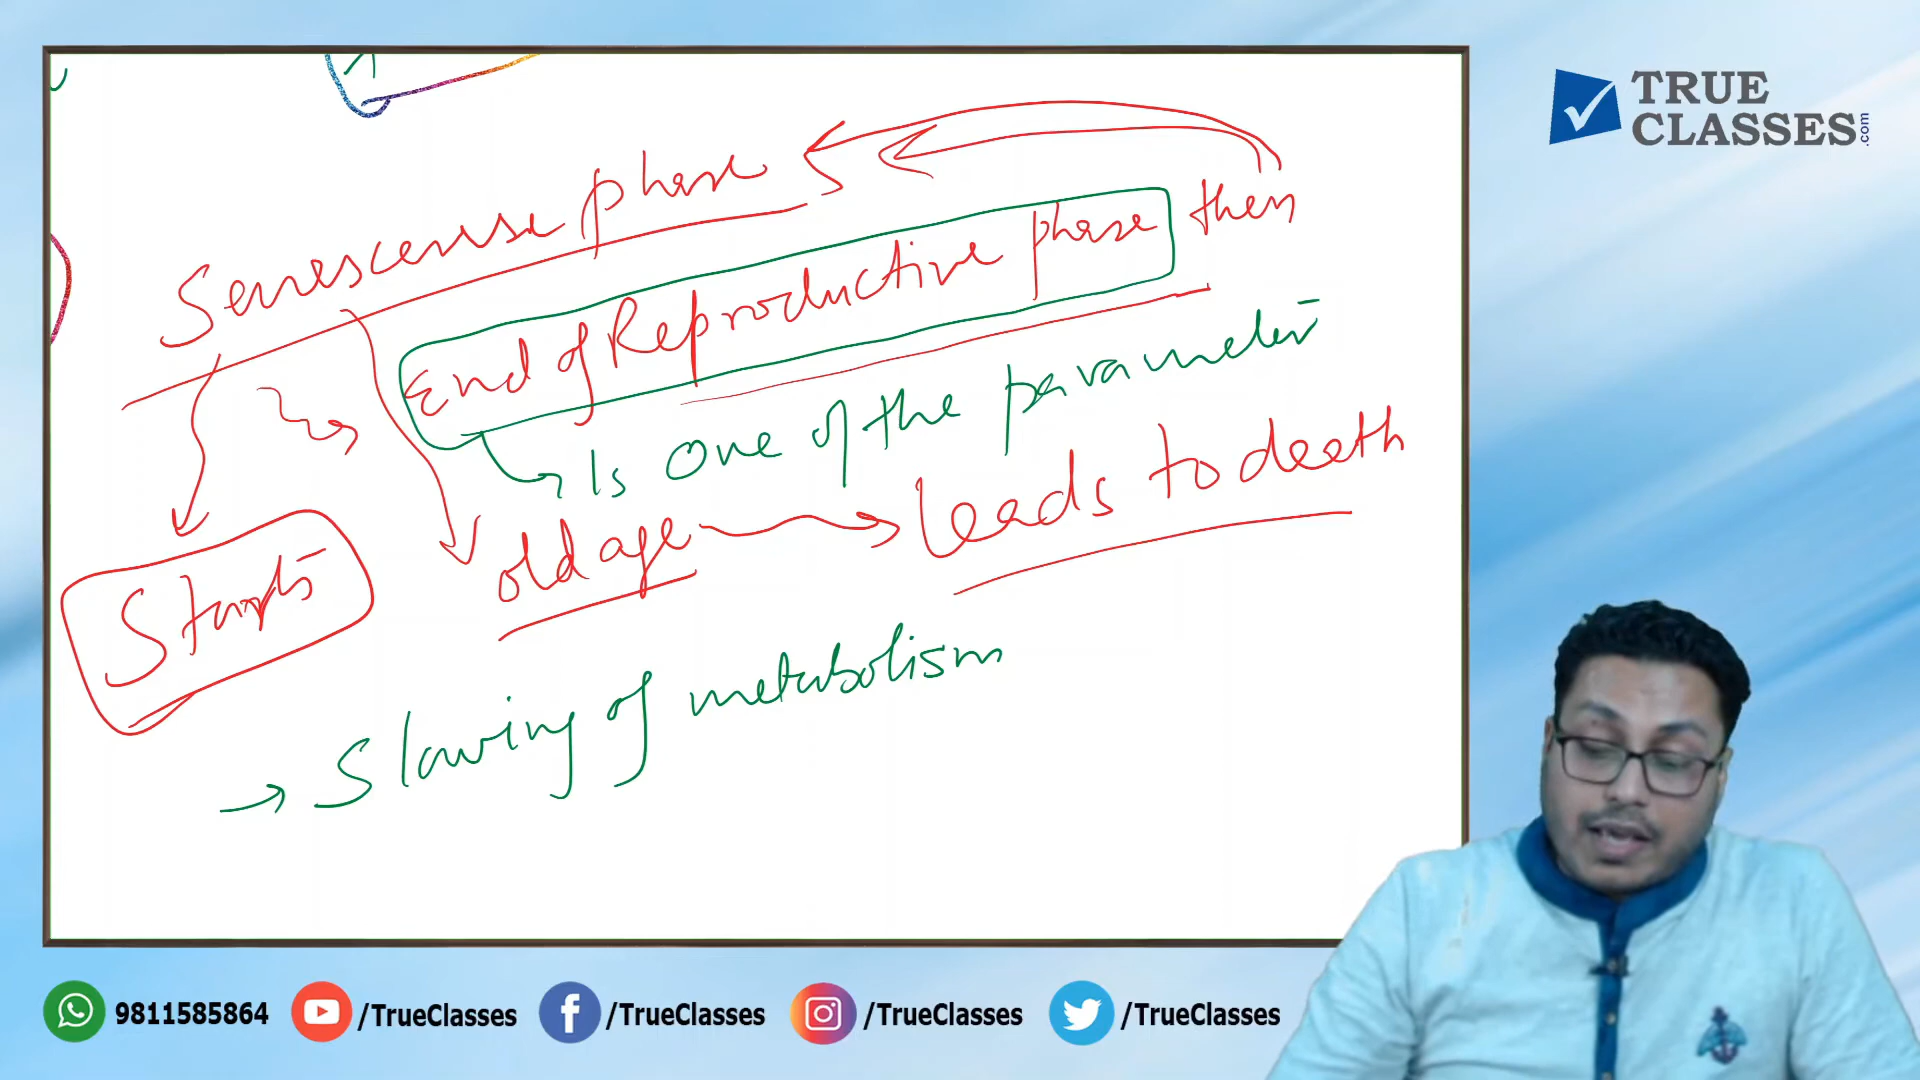 Senescense phase
End of Reproductive phase then
Is one of the parameter
Starts
old age → leads to death
→ Slowing of metabolism
TRUE
CLASSES.com
9811585864 /TrueClasses /TrueClasses /TrueClasses /TrueClasses